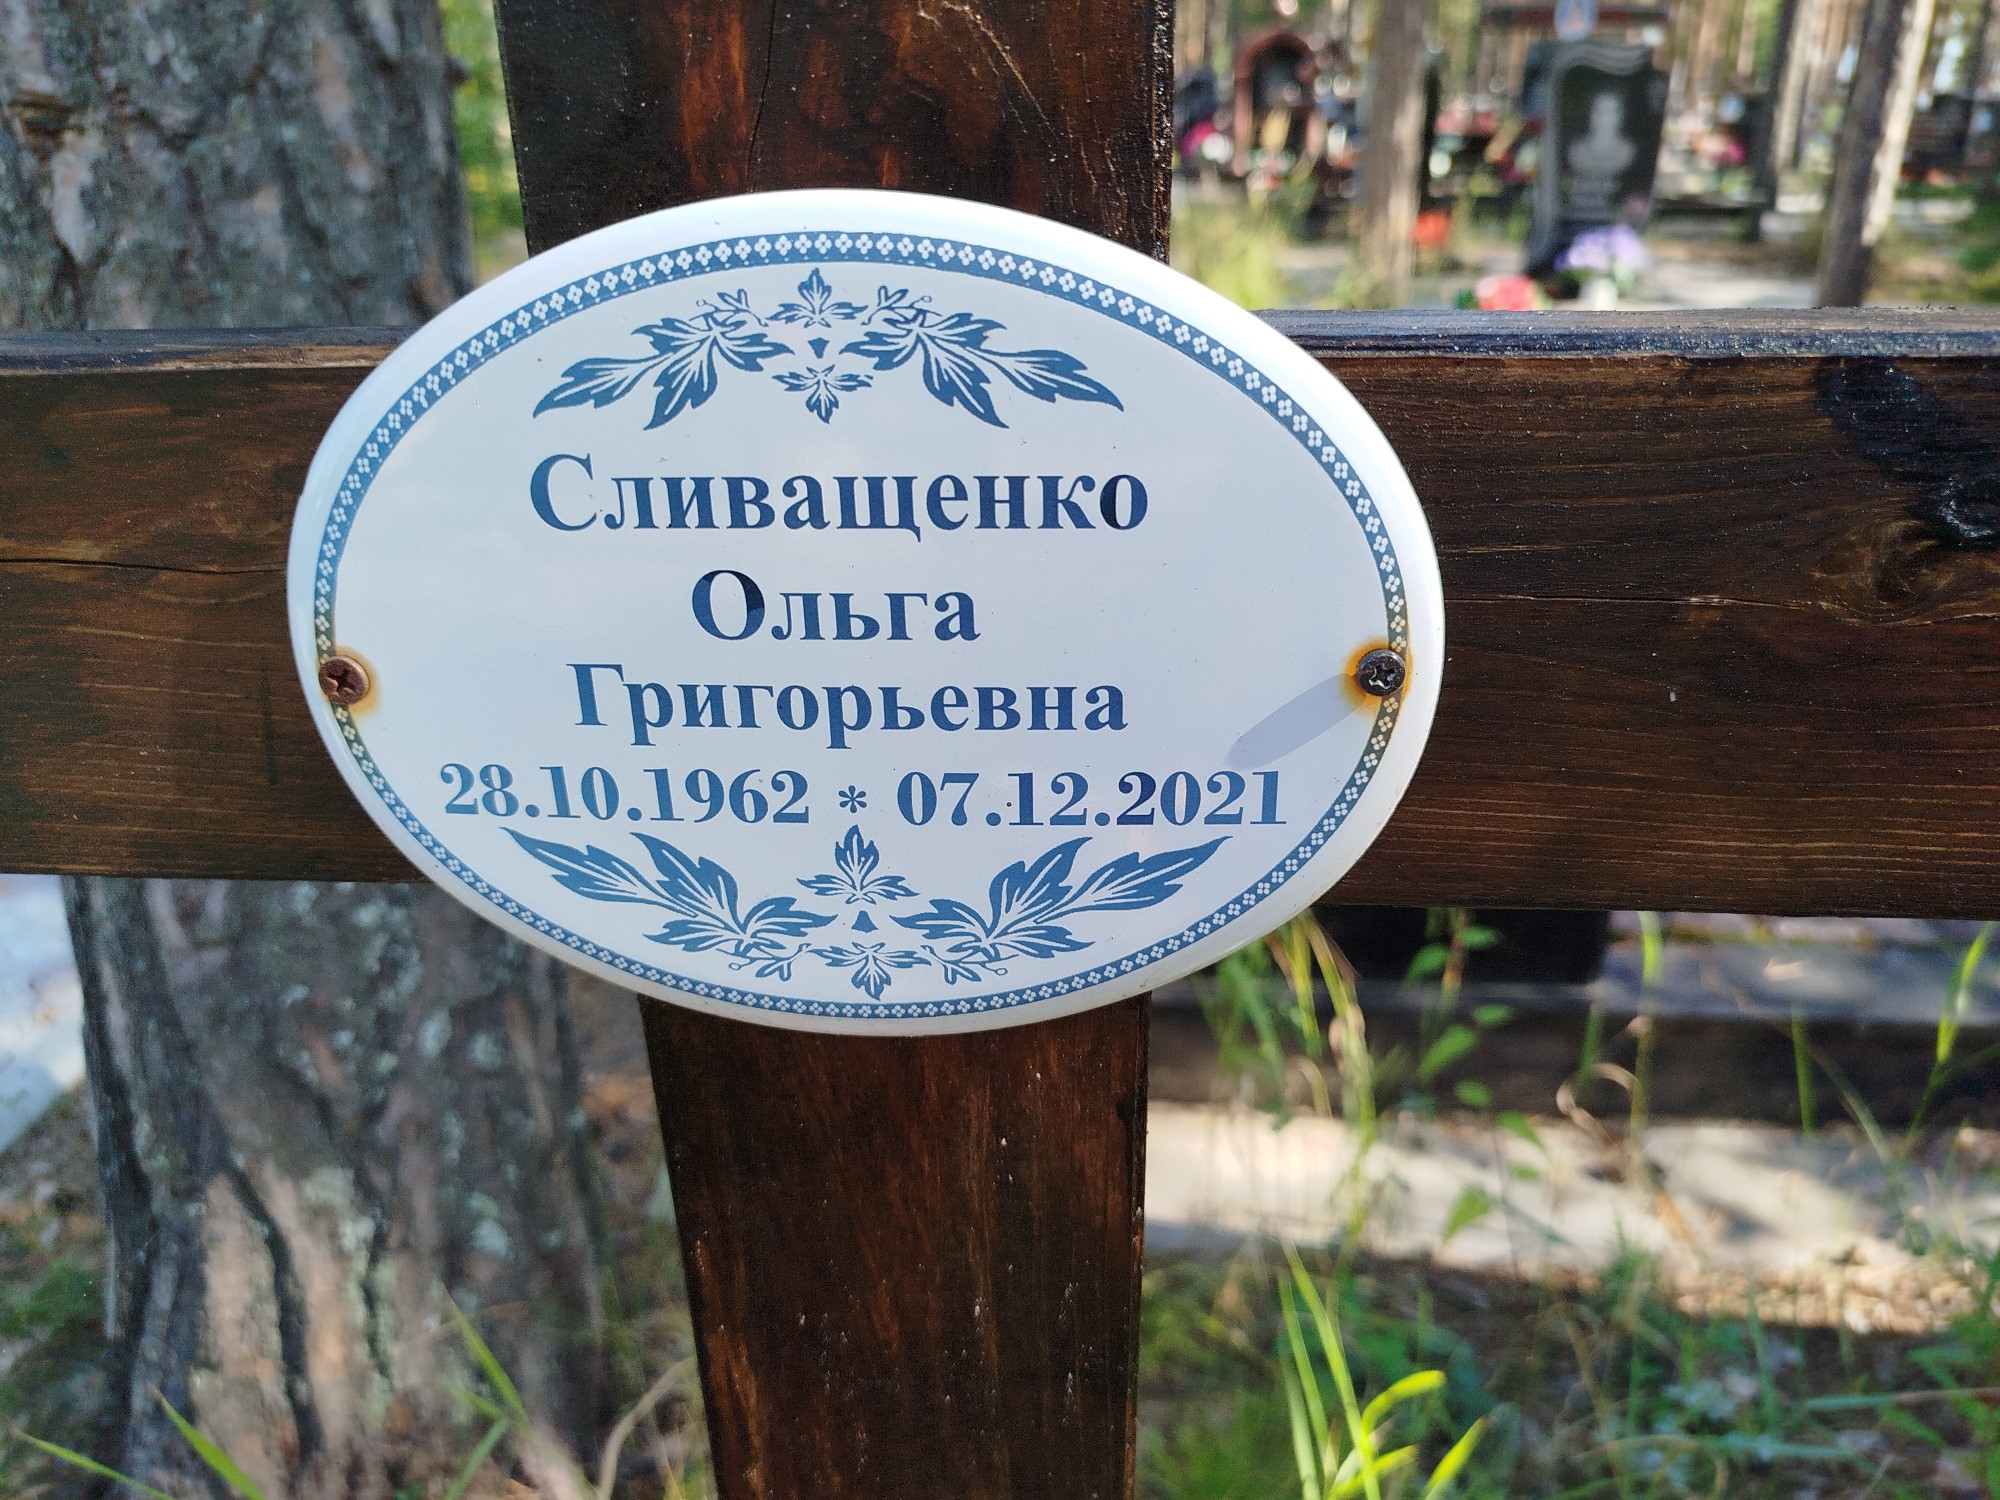 Сливащенко
Ольга
Григорьевна
28.10.1962 * 07.12.2021